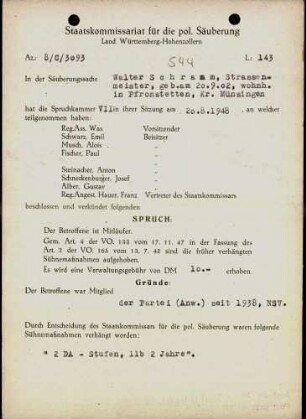 Staatskommissariat für die pol. Säuberung
Land Württemberg-Hohenzollern
Az: 8/C/3093
544
L: 143
In der Säuberungssache Walter Schramm, Strassen-
meister, geb.am 20.9.02, wohnh.
in Pfronstetten, Kr. Münsingen
hat die Spruchkammer VII in ihrer Sitzung am 20.8.1948 , an welcher
teilgenommen haben:
Reg.Ass. Wax Vorsitzender
Schwarz, Emil Beisitzer
Musch, Alois
Fischer, Paul
Steinacher, Anton
Schnedienburger, Josef
Alber, Gustav
Reg.Angest. Hauer, Franz Vertreter des Staatskommissars
beschlossen und verkündet folgenden
SPRUCH:
Der Betroffene ist Mitläufer.
Gem. Art. 4 der VO. 133 vom 17. 11. 47 in der Fassung des
Art. 2 der VO. 165 vom 13. 7. 48 sind die früher verhängten
Sühnemaßnahmen aufgehoben.
Es wird eine Verwaltungsgebühr von DM 10.- erhoben.
Gründe:
Der Betroffene war Mitglied
der Partei (Anw.) seit 1938, NSV.
Durch Entscheidung des Staatskommissars für die pol. Säuberung waren folgende
Sühnemaßnahmen verhängt worden:
" 2 DA - Stufen, 11b 2 Jahre".